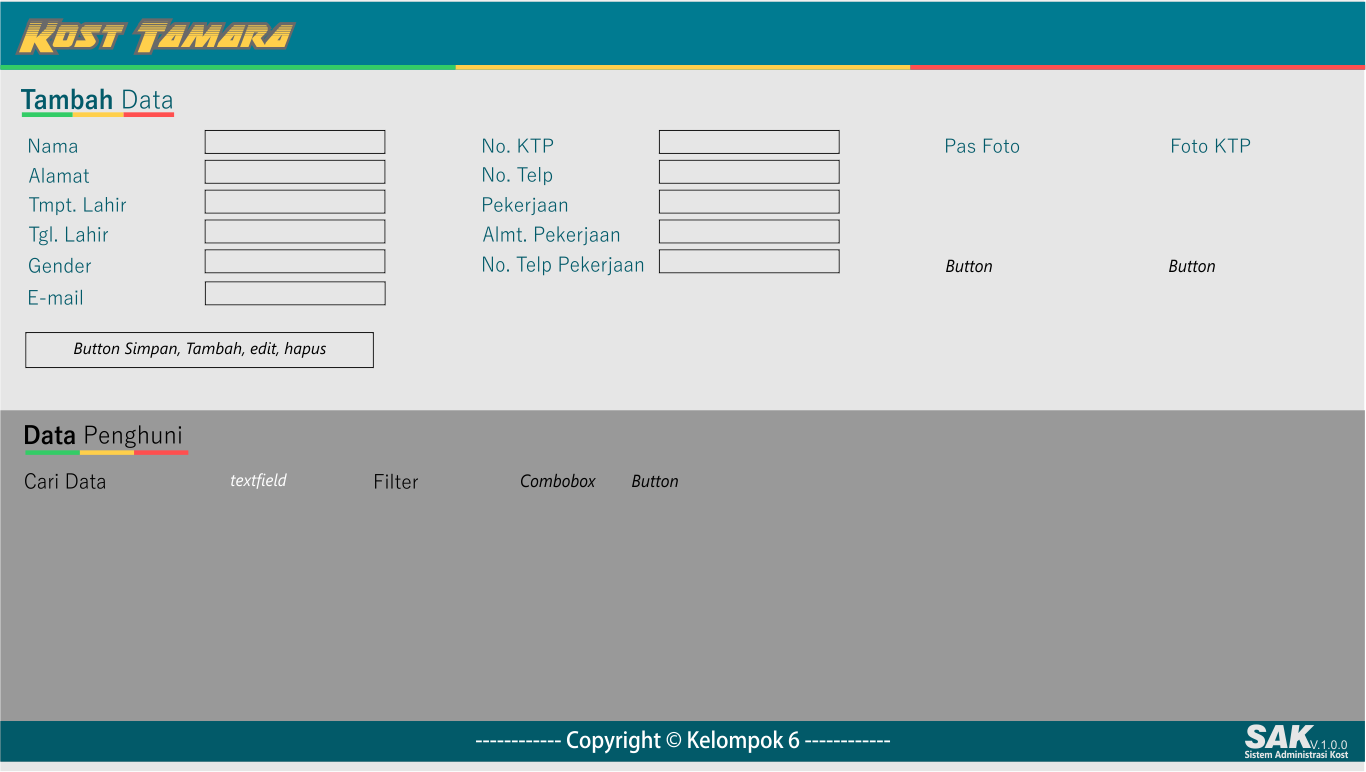 Kost Tamara
Tambah Data
Nama
Alamat
Tmpt. Lahir
Tgl. Lahir
Gender
E-mail
No. KTP
No. Telp
Pekerjaan
Almt. Pekerjaan
No. Telp Pekerjaan
Pas Foto
Foto KTP
Button
Button
Button Simpan, Tambah, edit, hapus
Data Penghuni
Cari Data textfield Filter Combobox Button
------------ Copyright © Kelompok 6 ------------
SAK V.1.0.0
Sistem Administrasi Kost